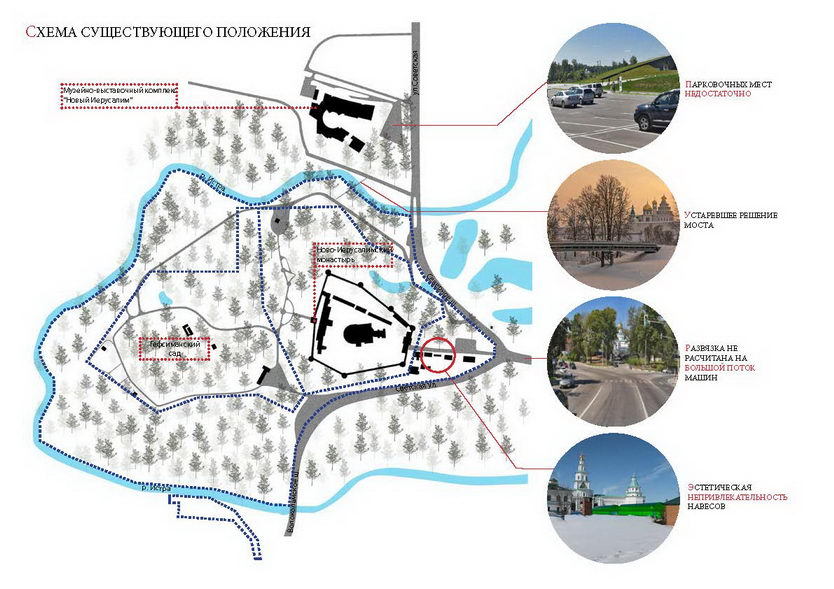 СХЕМА СУЩЕСТВУЮЩЕГО ПОЛОЖЕНИЯ
Музейно-выставочный комплекс
"Новый Иерусалим"
ул.Советская
р. Истра
Ново-Иерусалимский
монастырь
Гефсиманский
сад
р. Истра
ПАРКОВОЧНЫХ МЕСТ
НЕДОСТАТОЧНО
УСТАРЕВШЕЕ РЕШЕНИЕ
МОСТА
РАЗВЯЗКА НЕ
РАСЧИТАНА НА
БОЛЬШОЙ ПОТОК
МАШИН
ЭСТЕТИЧЕСКАЯ
НЕПРИВЛЕКАТЕЛЬНОСТЬ
НАВЕСОВ